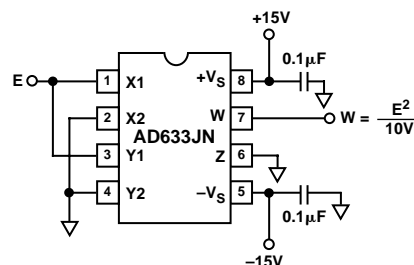 +15V
0.1µF
E
1 X1 +VS 8
2 X2 W 7
W = E²/10V
AD633JN
3 Y1 Z 6
4 Y2 –VS 5
0.1µF
–15V